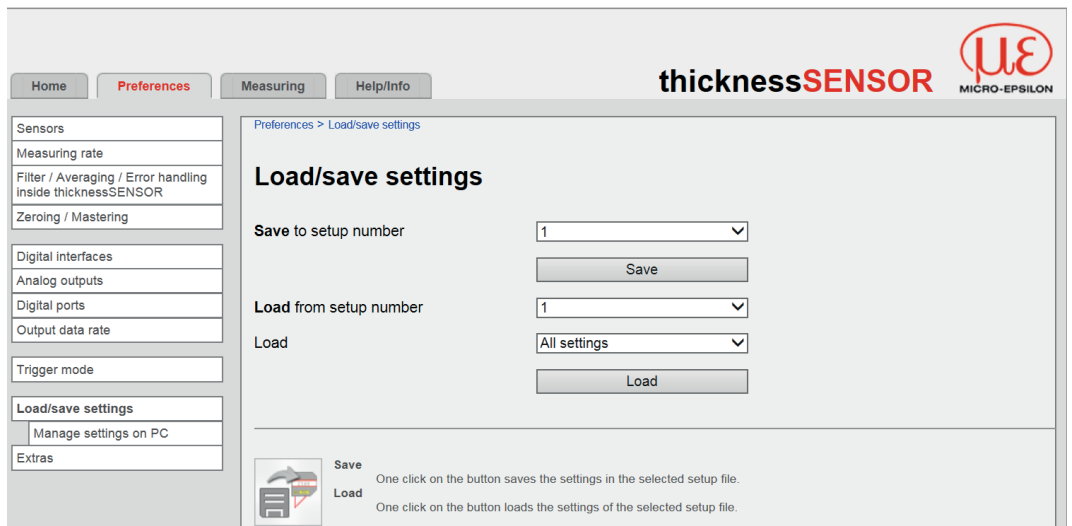 Home
Preferences
Measuring
Help/Info
thicknessSENSOR
με
MICRO-EPSILON
Sensors
Measuring rate
Filter / Averaging / Error handling
inside thicknessSENSOR
Zeroing / Mastering
Digital interfaces
Analog outputs
Digital ports
Output data rate
Trigger mode
Load/save settings
Manage settings on PC
Extras
Preferences > Load/save settings
Load/save settings
Save to setup number
1
Save
Load from setup number
1
Load
All settings
Load
Save
One click on the button saves the settings in the selected setup file.
Load
One click on the button loads the settings of the selected setup file.